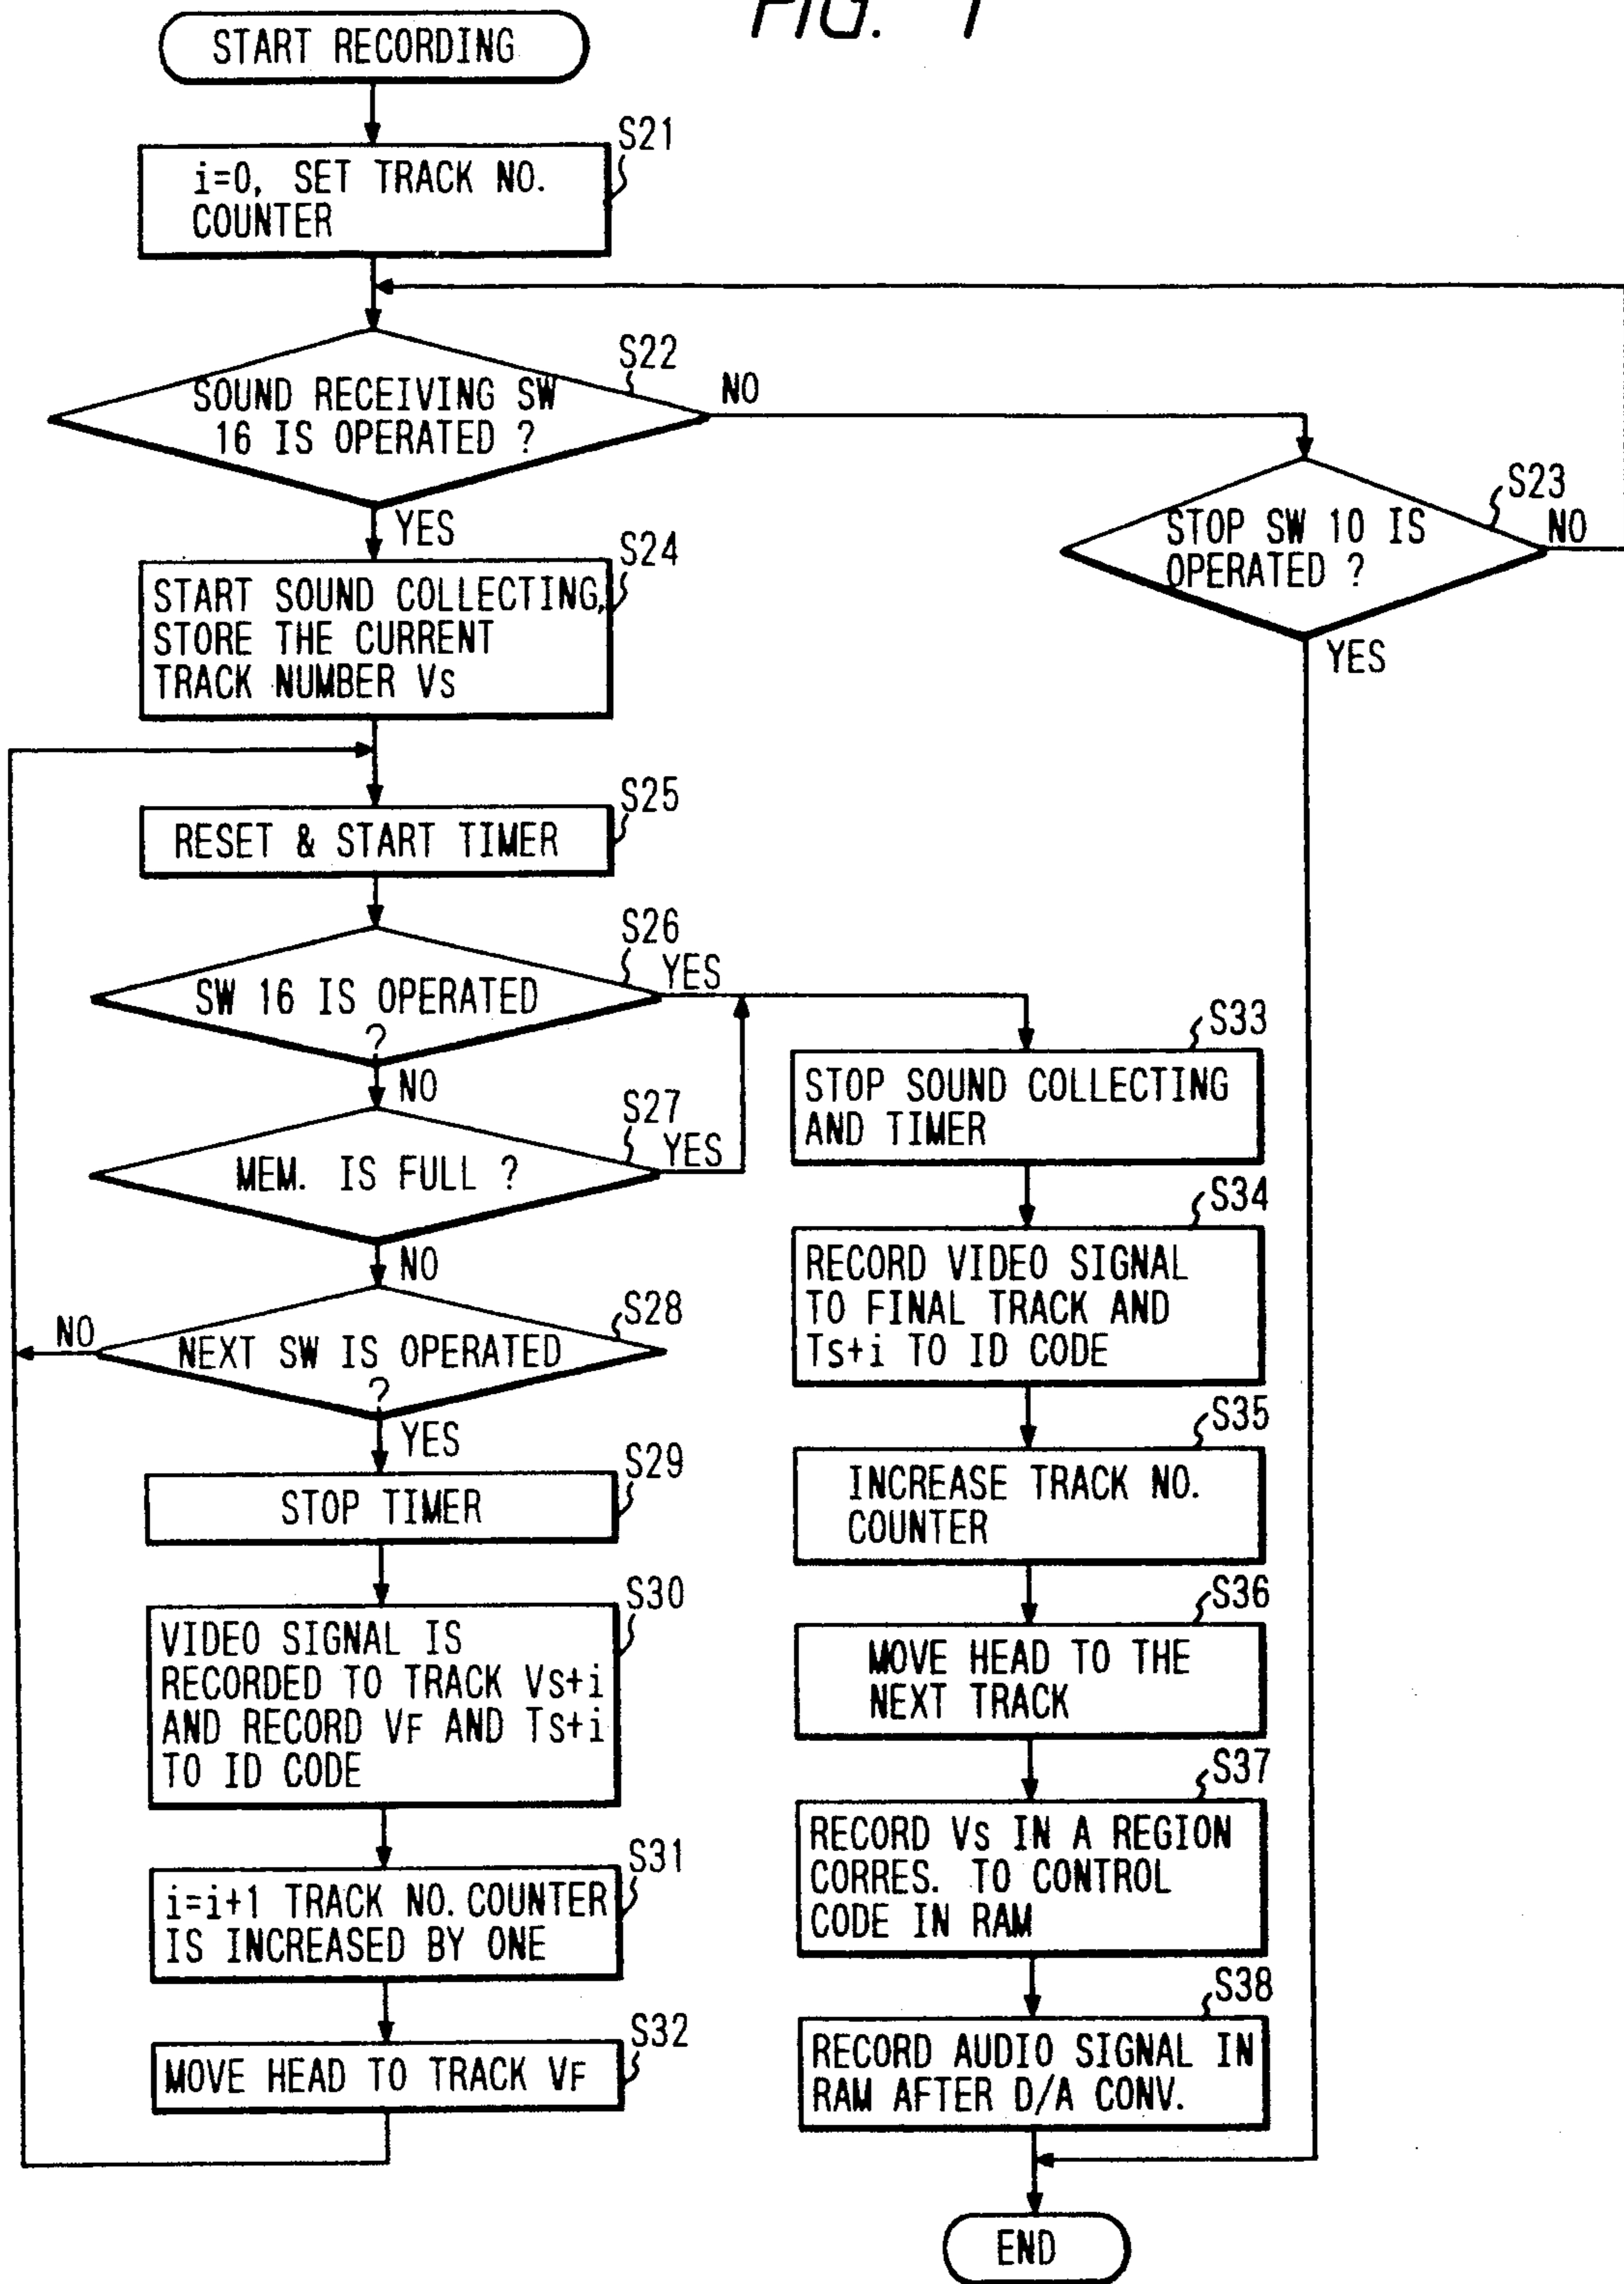 FIG.
START RECORDING
S21
i=0, SET TRACK NO.
COUNTER
S22
SOUND RECEIVING SW
16 IS OPERATED ?
NO
YES
S23
STOP SW 10 IS
OPERATED ?
NO
YES
S24
START SOUND COLLECTING,
STORE THE CURRENT
TRACK NUMBER Vs
S25
RESET & START TIMER
S26
SW 16 IS OPERATED
?
YES
NO
S27
MEM. IS FULL ?
YES
NO
S28
NEXT SW IS OPERATED
?
NO
YES
S29
STOP TIMER
S30
VIDEO SIGNAL IS
RECORDED TO TRACK Vs+i
AND RECORD VF AND Ts+i
TO ID CODE
S31
i=i+1 TRACK NO. COUNTER
IS INCREASED BY ONE
S32
MOVE HEAD TO TRACK VF
S33
STOP SOUND COLLECTING
AND TIMER
S34
RECORD VIDEO SIGNAL
TO FINAL TRACK AND
Ts+i TO ID CODE
S35
INCREASE TRACK NO.
COUNTER
S36
MOVE HEAD TO THE
NEXT TRACK
S37
RECORD Vs IN A REGION
CORRES. TO CONTROL
CODE IN RAM
S38
RECORD AUDIO SIGNAL IN
RAM AFTER D/A CONV.
END